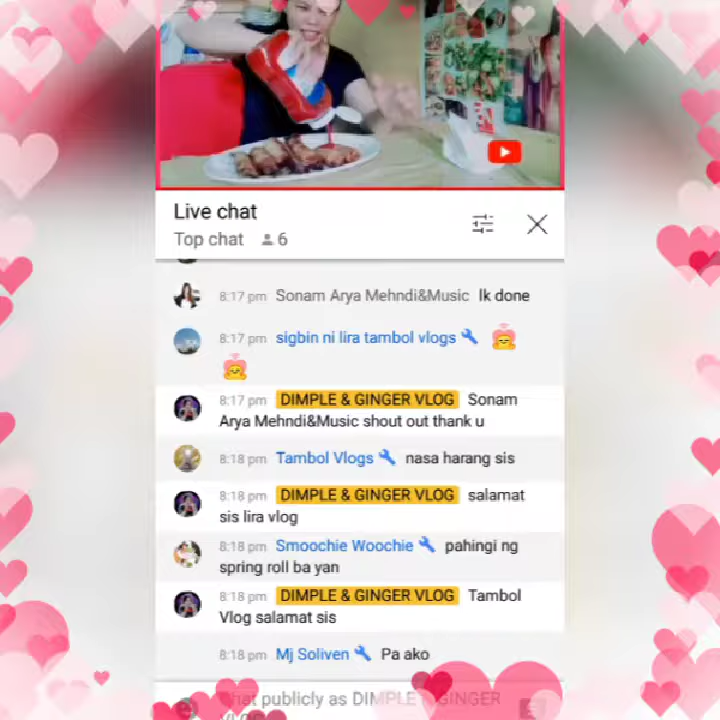 Live chat
Top chat 6
8:17 pm Sonam Arya Mehndi&Music lk done
8:17 pm sigbin ni lira tambol vlogs
8:17 pm DIMPLE & GINGER VLOG Sonam
Arya Mehndi&Music shout out thank u
8:18 pm Tambol Vlogs nasa harang sis
8:18 pm DIMPLE & GINGER VLOG salamat
sis lira vlog
8:18 pm Smoochie Woochie pahingi ng
spring roll ba yan
8:18 pm DIMPLE & GINGER VLOG Tambol
Vlog salamat sis
8:18 pm Mj Soliven Pa ako
Chat publicly as DIMPLE & GINGER
VLOG